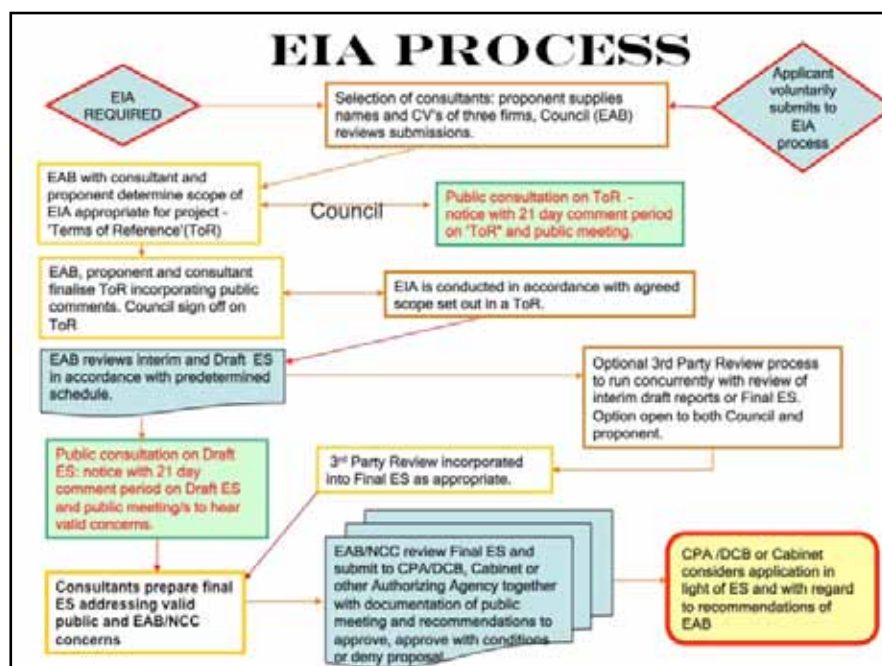 EIA PROCESS
EIA
REQUIRED
Selection of consultants: proponent supplies
names and CV's of three firms, Council (EAB)
reviews submissions.
Applicant
voluntarily
submits to
EIA
process
EAB with consultant and
proponent determine scope of
EIA appropriate for project -
'Terms of Reference'(ToR)
Council
Public consultation on ToR -
notice with 21 day comment period
on "ToR" and public meeting.
EAB, proponent and consultant
finalise ToR incorporating public
comments. Council sign off on
ToR
EIA is conducted in accordance with agreed
scope set out in a ToR.
EAB reviews interim and Draft ES
in accordance with predetermined
schedule.
Optional 3rd Party Review process
to run concurrently with review of
interim draft reports or Final ES.
Option open to both Council and
proponent.
Public consultation on Draft
ES: notice with 21 day
comment period on Draft ES
and public meeting/s to hear
valid concerns.
3rd Party Review incorporated
into Final ES as appropriate.
Consultants prepare final
ES addressing valid
public and EAB/NCC
concerns
EAB/NCC review Final ES and
submit to CPA/DCB, Cabinet or
other Authorizing Agency together
with documentation of public
meeting and recommendations to
approve, approve with conditions
or deny proposal.
CPA /DCB or Cabinet
considers application in
light of ES and with regard
to recommendations of
EAB